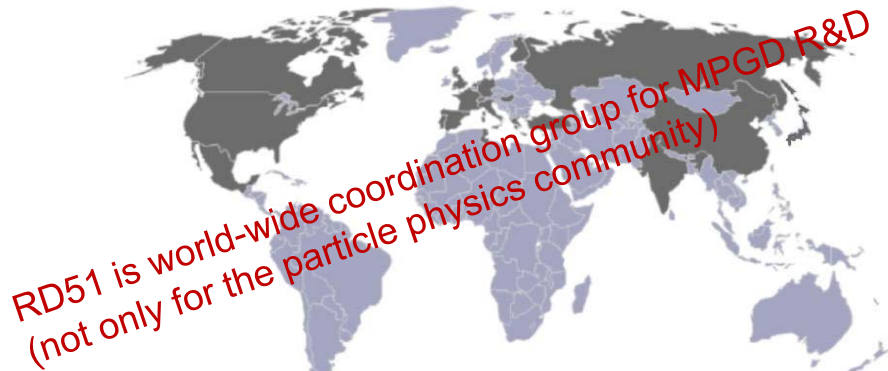 RD51 is world-wide coordination group for MPGD R&D
(not only for the particle physics community)